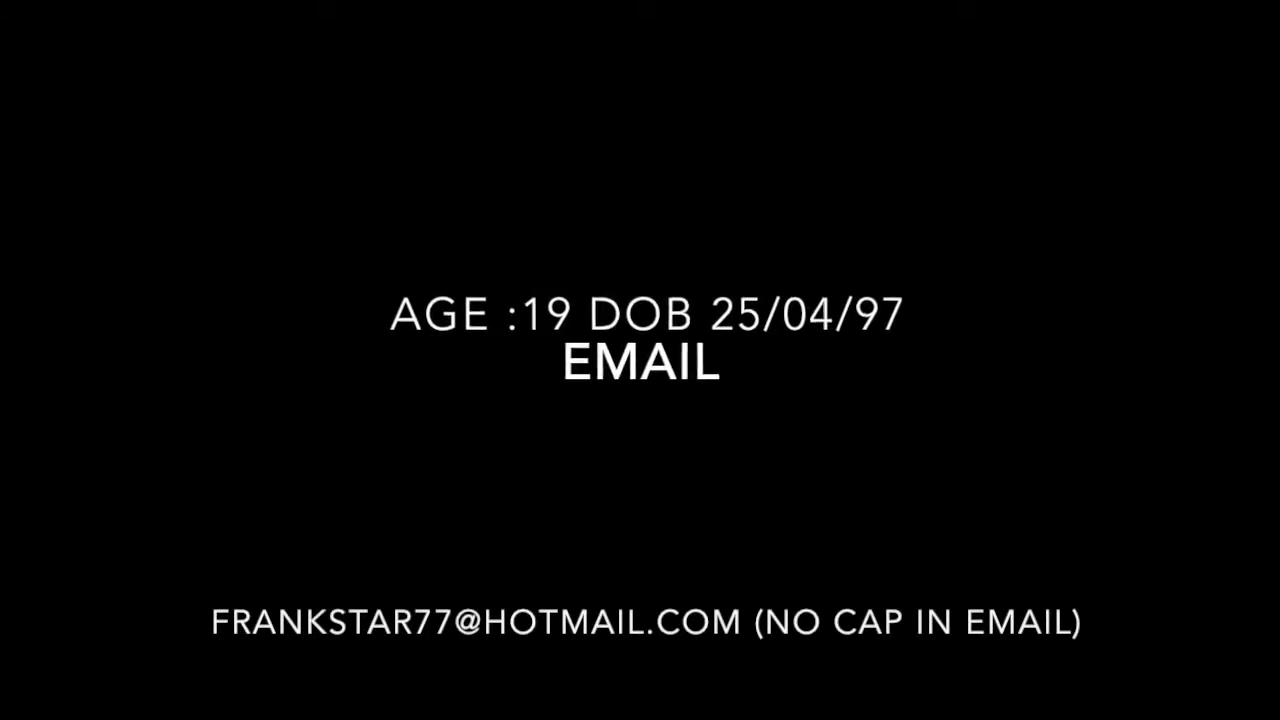 AGE :19 DOB 25/04/97
EMAIL
FRANKSTAR77@HOTMAIL.COM (NO CAP IN EMAIL)